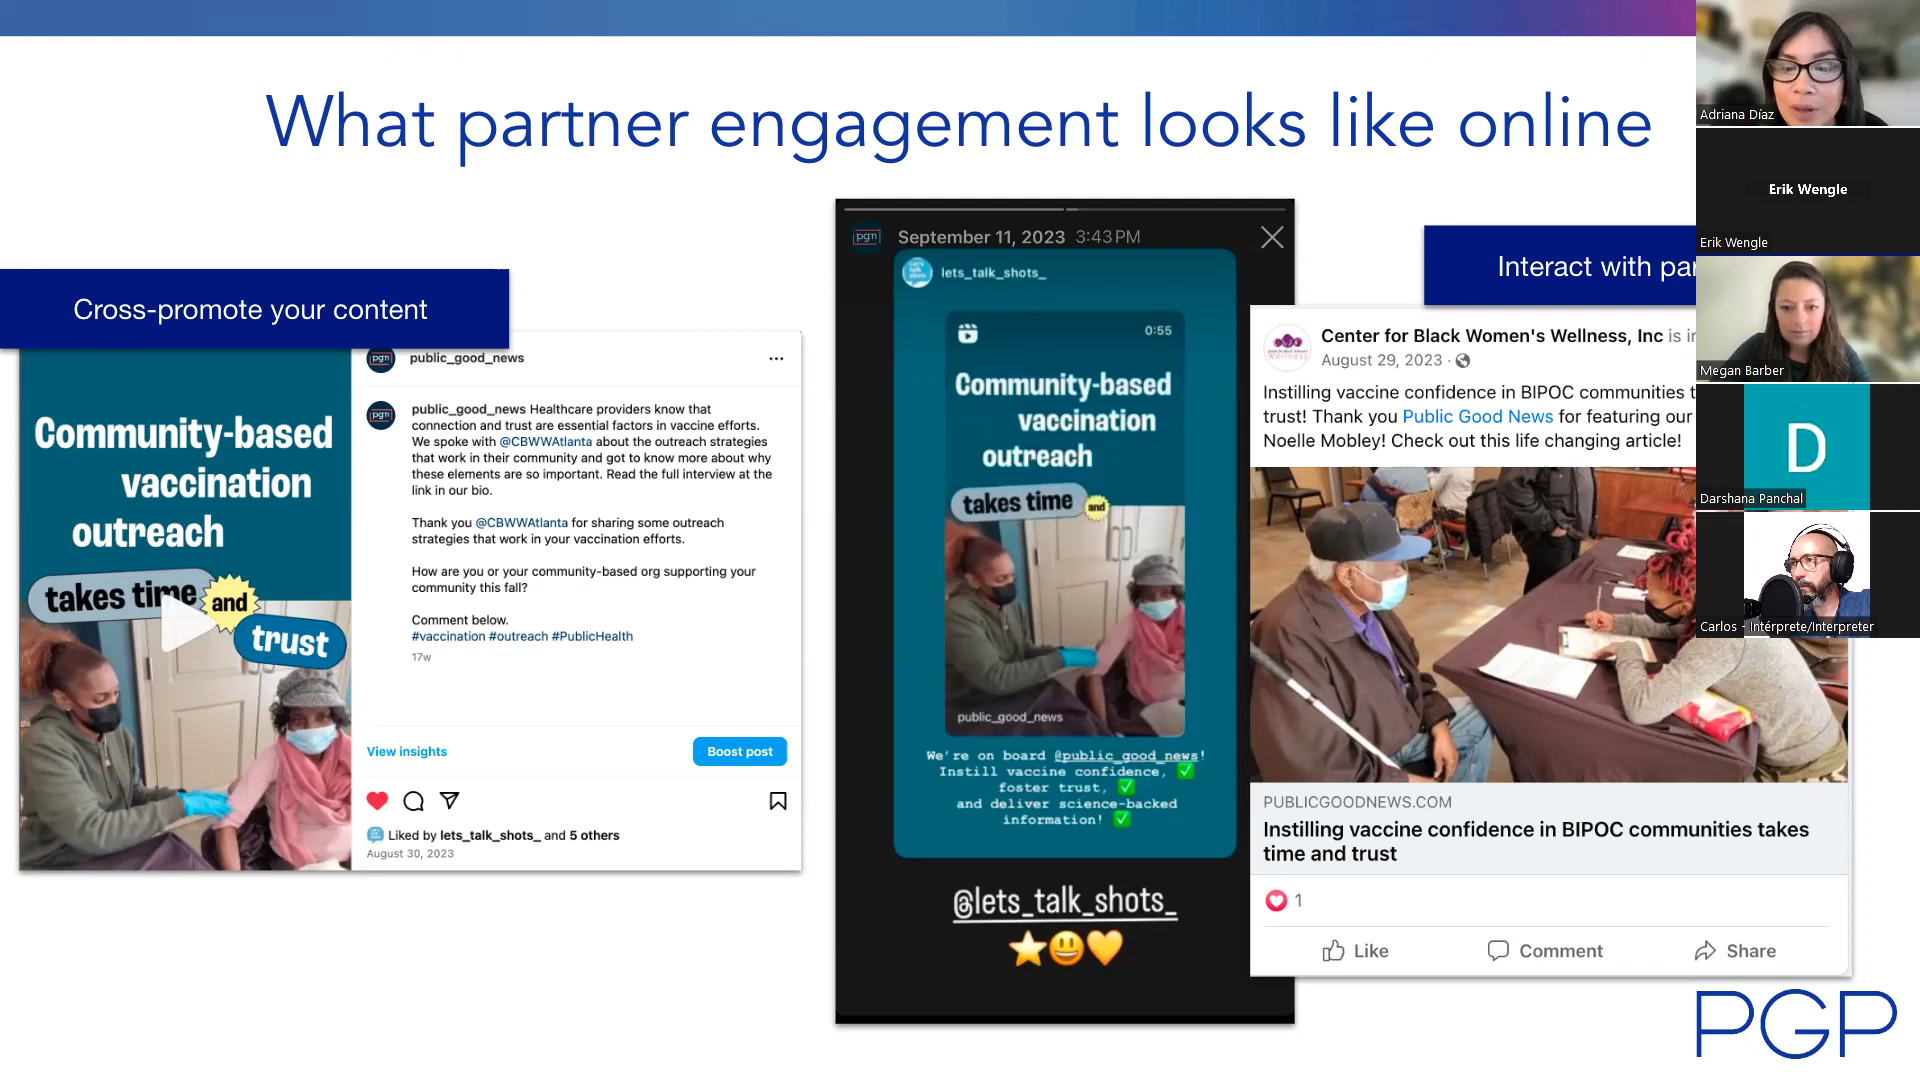 What partner engagement looks like online
Cross-promote your content
Community-based
vaccination
outreach
takes time and
trust
pgn
public_good_news
pgn
public_good_news Healthcare providers know that
connection and trust are essential factors in vaccine efforts.
We spoke with @CBWWAtlanta about the outreach strategies
that work in their community and got to know more about why
these elements are so important. Read the full interview at the
link in our bio.
Thank you @CBWWAtlanta for sharing some outreach
strategies that work in your vaccination efforts.
How are you or your community-based org supporting your
community this fall?
Comment below.
#vaccination #outreach #PublicHealth
17w
View insights
Boost post
Liked by lets_talk_shots_ and 5 others
August 30, 2023
pgn
September 11, 2023 3:43 PM
lets_talk_shots_
0:55
Community-based
vaccination
outreach
takes time and
public_good_news
We're on board @public_good_news!
Instill vaccine confidence,
foster trust,
and deliver science-backed
information!
@lets_talk_shots_
Interact with par
Center for Black Women's Wellness, Inc is in
August 29, 2023
Instilling vaccine confidence in BIPOC communities t
trust! Thank you Public Good News for featuring our
Noelle Mobley! Check out this life changing article!
PUBLICGOODNEWS.COM
Instilling vaccine confidence in BIPOC communities takes
time and trust
1
Like
Comment
Share
PGP
Adriana Díaz
Erik Wengle
Erik Wengle
Megan Barber
D
Darshana Panchal
Carlos - Intérprete/Interpreter